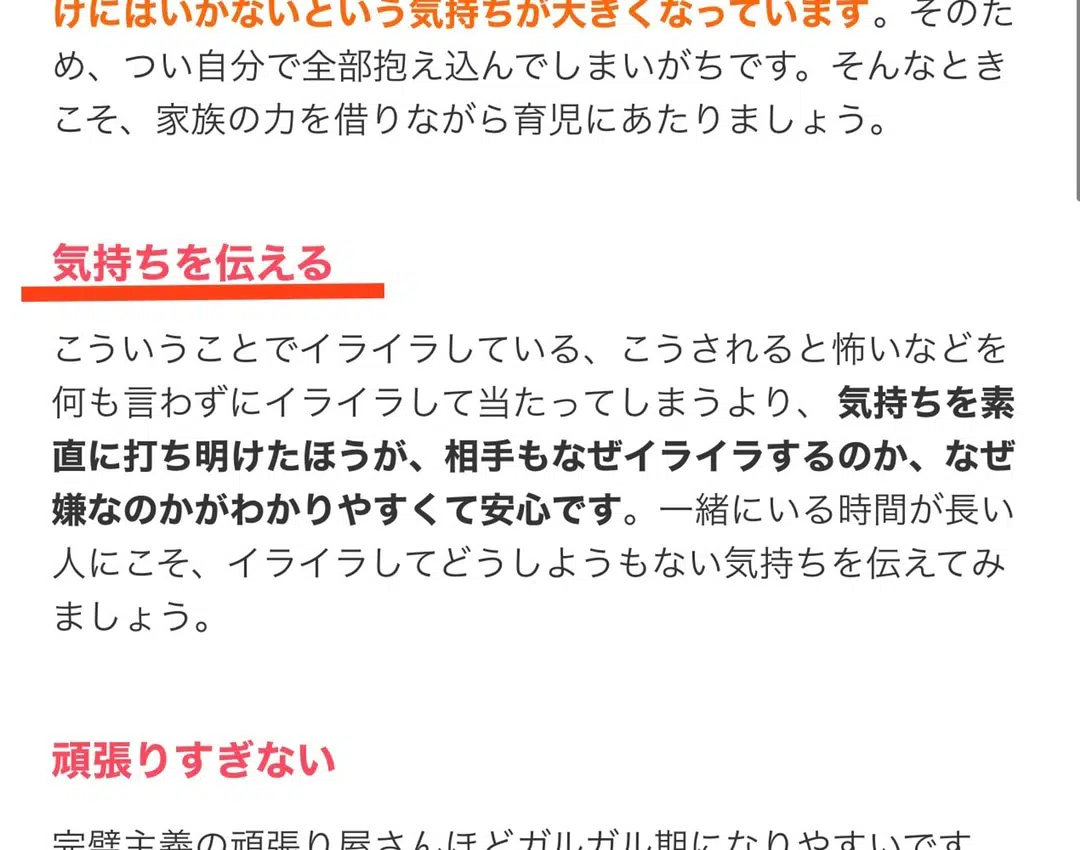 けにはいかないという気持ちが大きくなっています。そのた
め、つい自分で全部抱え込んでしまいがちです。そんなとき
こそ、家族の力を借りながら育児にあたりましょう。
気持ちを伝える
こういうことでイライラしている、こうされると怖いなどを
何も言わずにイライラして当たってしまうより、 気持ちを素
直に打ち明けたほうが、相手もなぜイライラするのか、なぜ
嫌なのかがわかりやすくて安心です。一緒にいる時間が長い
人にこそ、イライラしてどうしようもない気持ちを伝えてみ
ましょう。
頑張りすぎない
完璧主義の頑張り屋さんほどガルガル期になりやすいです